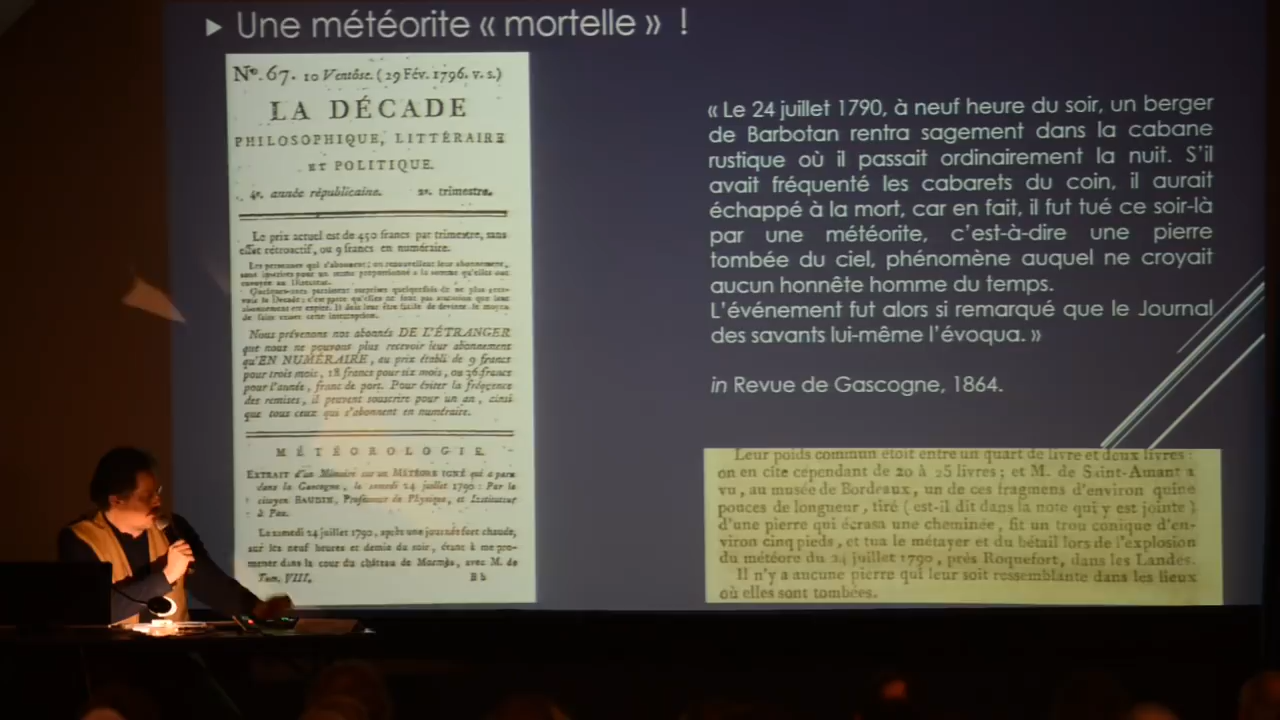 Une météorite « mortelle » !
Nº. 67. 10 Ventôse. ( 29 Fév. 1796. v. s.)
LA DÉCADE
PHILOSOPHIQUE, LITTÉRAIRE
ET POLITIQUE.
4e. année républicaine. 2e. trimestre.
Le prix actuel est de 450 francs par trimestre, sans
effet rétroactif, ou 9 francs en numéraire.
Nous prévenons nos abonnés DE L'ÉTRANGER
que nous ne pouvons plus recevoir leur abonnement
qu'EN NUMÉRAIRE, au prix établi de 9 francs
pour trois mois, 18 francs pour six mois, ou 36 francs
pour l'année, franc de port. Pour éviter la fréquence
des remises, il peuvent souscrire pour un an, ainsi
que tous ceux qui s'abonnent en numéraire.
MÉTÉOROLOGIE.
EXTRAIT d'un Mémoire sur un MÉTÉORE IGNÉ qui a paru
dans la Gascogne, le samedi 24 juillet 1790 : Par le
citoyen BAUDIN, Professeur de Physique, et Instituteur
à Pau.
Le samedi 24 juillet 1790, après une journée fort chaude,
sur les neuf heures et demie du soir, étant à me pro-
mener dans la cour du château de Mormès, avec M. de
Tom. VIII. B b
« Le 24 juillet 1790, à neuf heure du soir, un berger
de Barbotan rentra sagement dans la cabane
rustique où il passait ordinairement la nuit. S'il
avait fréquenté les cabarets du coin, il aurait
échappé à la mort, car en fait, il fut tué ce soir-là
par une météorite, c'est-à-dire une pierre
tombée du ciel, phénomène auquel ne croyait
aucun honnête homme du temps.
L'événement fut alors si remarqué que le Journal
des savants lui-même l'évoqua. »
in Revue de Gascogne, 1864.
Leur poids commun étoit entre un quart de livre et deux livres :
on en cite cependant de 20 à 25 livres ; et M. de Saint-Amant a
vu, au musée de Bordeaux, un de ces fragmens d'environ quinze
pouces de longueur, tiré ( est-il dit dans la note qui y est jointe )
d'une pierre qui écrasa une cheminée, fit un trou conique d'en-
viron cinq pieds, et tua le métayer et du bétail lors de l'explosion
du météore du 24 juillet 1790, près Roquefort, dans les Landes.
Il n'y a aucune pierre qui leur soit ressemblante dans les lieux
où elles sont tombées.